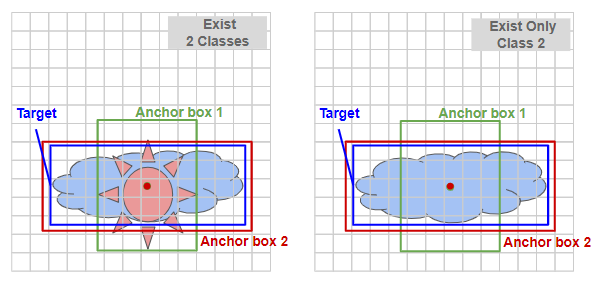 Exist
2 Classes
Target
Anchor box 1
Anchor box 2
Exist Only
Class 2
Target
Anchor box 1
Anchor box 2